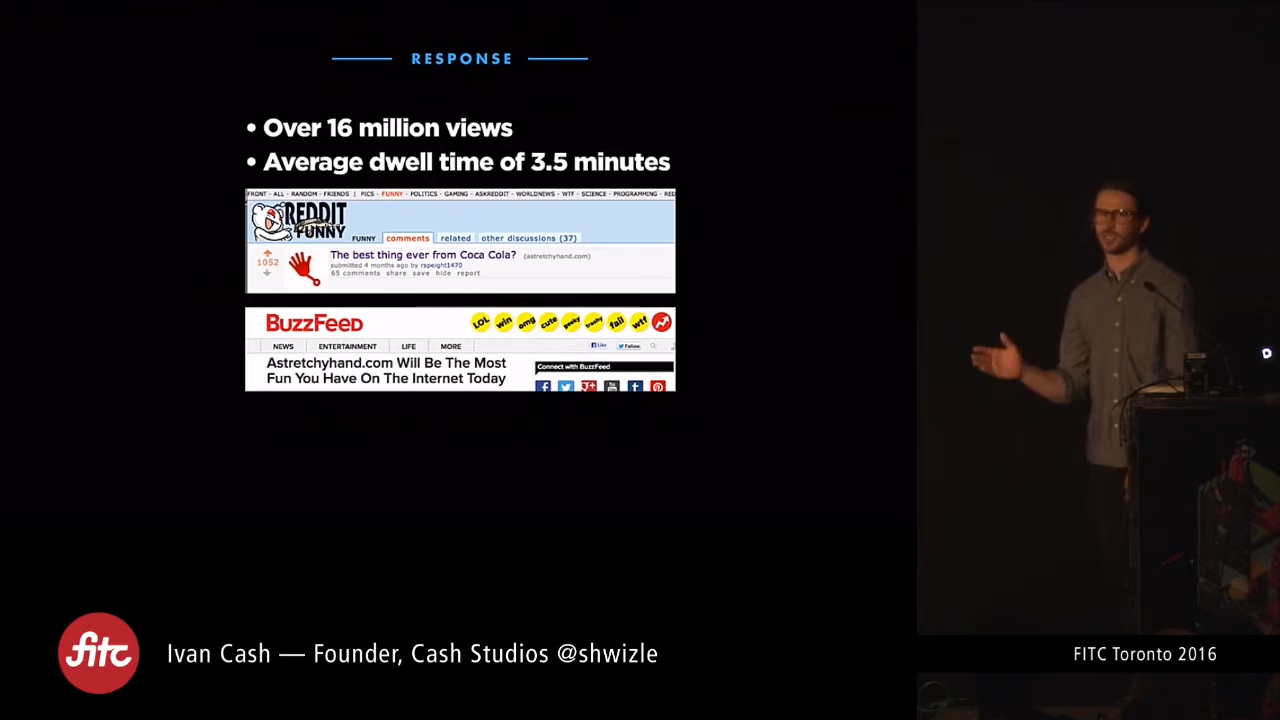 RESPONSE
• Over 16 million views
• Average dwell time of 3.5 minutes
FRONT - ALL - RANDOM - FRIENDS | PICS - FUNNY - POLITICS - GAMING - ASKREDDIT - WORLDNEWS - WTF - SCIENCE - PROGRAMMING - RED
REDDIT
FUNNY
FUNNY comments related other discussions (37)
1052
The best thing ever from Coca Cola? (astretchyhand.com)
submitted 4 months ago by rspeight1470
65 comments share save hide report
BuzzFeed
LOL win omg cute geeky trashy fail wtf
NEWS ENTERTAINMENT LIFE MORE
Like Follow
Astretchyhand.com Will Be The Most
Fun You Have On The Internet Today
Connect with BuzzFeed
fitc
Ivan Cash — Founder, Cash Studios @shwizle
FITC Toronto 2016